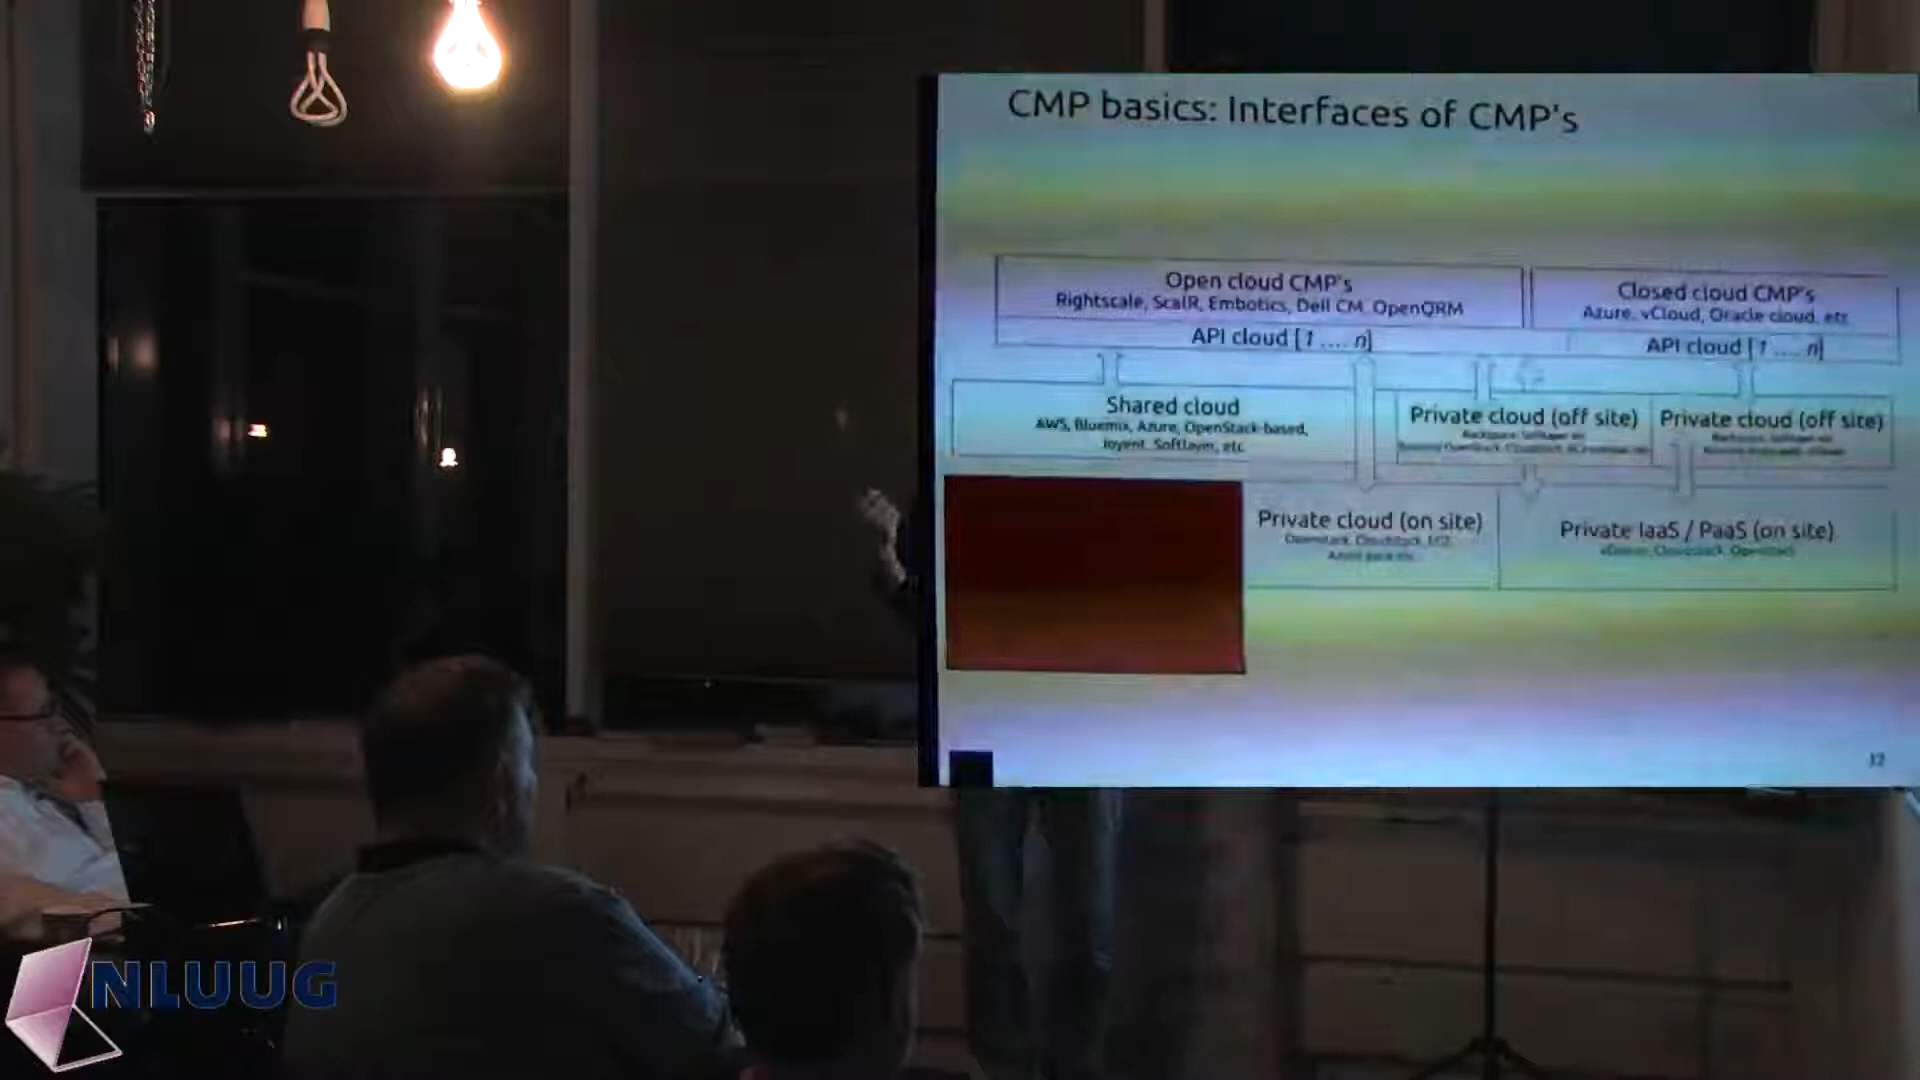 CMP basics: Interfaces of CMP's
Open cloud CMP's
Rightscale, ScalR, Embotics, Dell CM, OpenQRM
API cloud [1 .... n]
Closed cloud CMP's
Azure, vCloud, Oracle cloud, etc
API cloud [1 .... n]
Shared cloud
AWS, Bluemix, Azure, OpenStack-based,
Joyent, Softlayer, etc
Private cloud (off site)
Private cloud (off site)
Private cloud (on site)
Private IaaS / PaaS (on site)
12
NLUUG